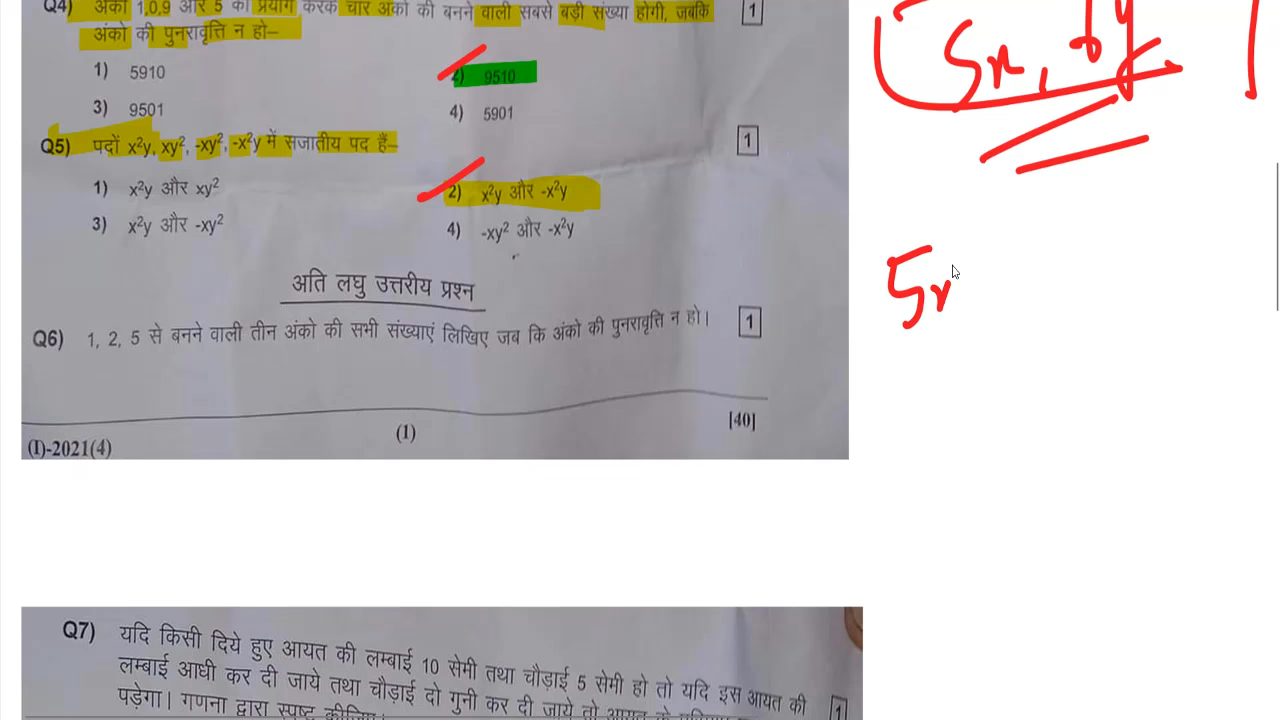 Q4) अंको 1,0,9 और 5 का प्रयोग करके चार अंको की बनने वाली सबसे बड़ी संख्या होगी, जबकि 1
अंको की पुनरावृत्ति न हो–
1) 5910 2) 9510
3) 9501 4) 5901
Q5) पदों x²y, xy², -xy², -x²y में सजातीय पद हैं– 1
1) x²y और xy² 2) x²y और -x²y
3) x²y और -xy² 4) -xy² और -x²y
अति लघु उत्तरीय प्रश्न
Q6) 1, 2, 5 से बनने वाली तीन अंको की सभी संख्याएं लिखिए जब कि अंको की पुनरावृत्ति न हो। 1
(I)-2021(4) (1) [40]
5x,
5x
Q7) यदि किसी दिये हुए आयत की लम्बाई 10 सेमी तथा चौड़ाई 5 सेमी हो तो यदि इस आयत की
लम्बाई आधी कर दी जाये तथा चौड़ाई दो गुनी कर दी जाये तो आयत के 1
पड़ेगा। गणना द्वारा स्पष्ट कीजिए।